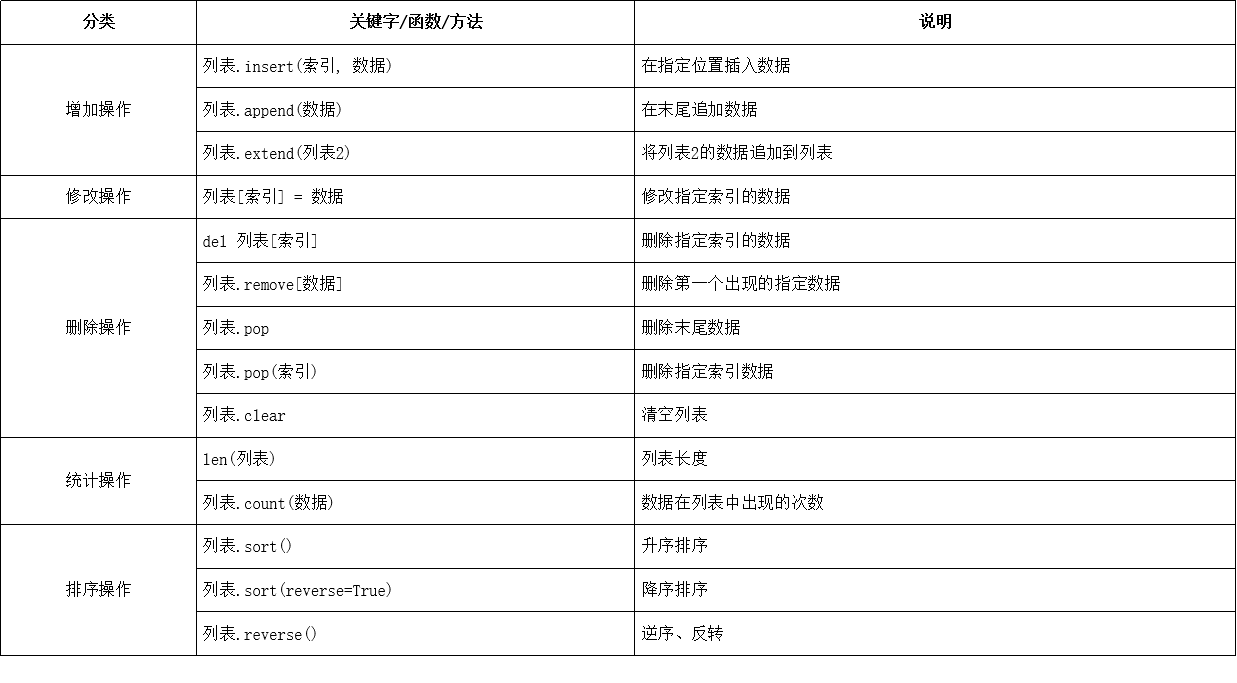 分类 关键字/函数/方法 说明
增加操作 列表.insert(索引, 数据) 在指定位置插入数据
列表.append(数据) 在末尾追加数据
列表.extend(列表2) 将列表2的数据追加到列表
修改操作 列表[索引] = 数据 修改指定索引的数据
删除操作 del 列表[索引] 删除指定索引的数据
列表.remove[数据] 删除第一个出现的指定数据
列表.pop 删除末尾数据
列表.pop(索引) 删除指定索引数据
列表.clear 清空列表
统计操作 len(列表) 列表长度
列表.count(数据) 数据在列表中出现的次数
排序操作 列表.sort() 升序排序
列表.sort(reverse=True) 降序排序
列表.reverse() 逆序、反转